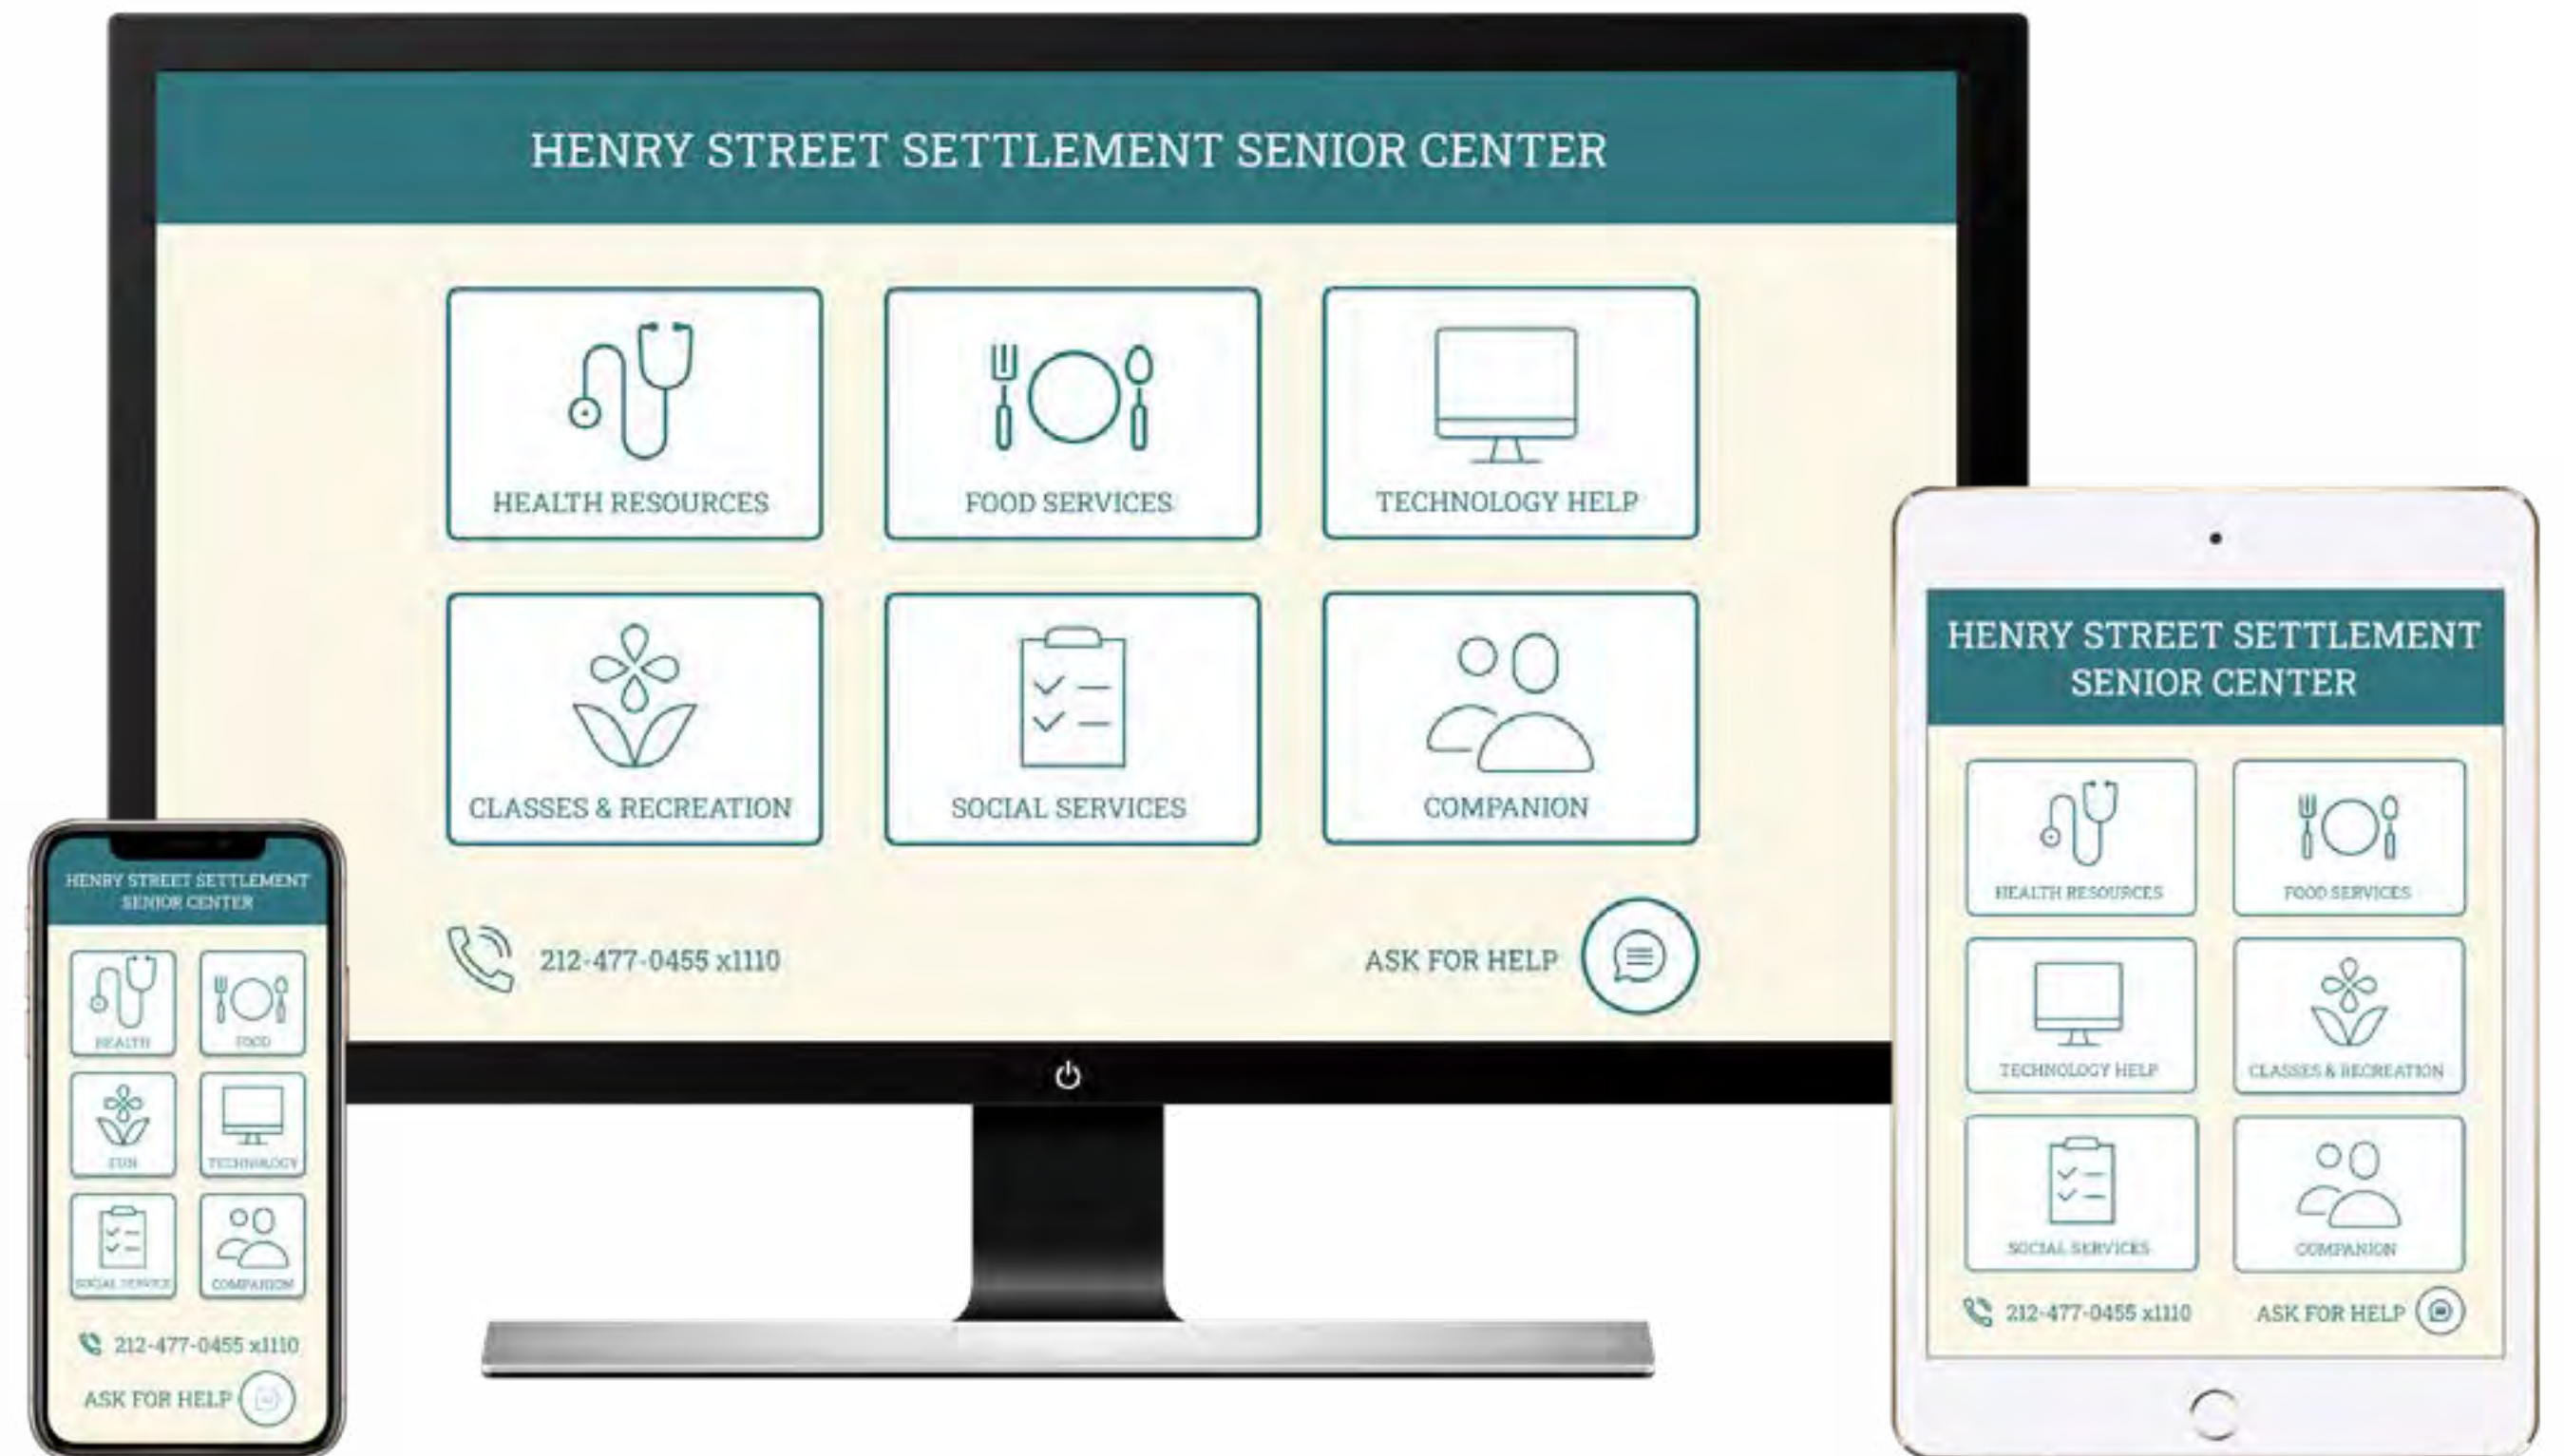 HENRY STREET SETTLEMENT SENIOR CENTER
HEALTH RESOURCES
FOOD SERVICES
TECHNOLOGY HELP
CLASSES & RECREATION
SOCIAL SERVICES
COMPANION
212-477-0455 x1110
ASK FOR HELP
HENRY STREET SETTLEMENT
SENIOR CENTER
HEALTH
FOOD
FUN
TECHNOLOGY
SOCIAL SERVICE
COMPANION
212-477-0455 x1110
ASK FOR HELP
HENRY STREET SETTLEMENT
SENIOR CENTER
HEALTH RESOURCES
FOOD SERVICES
TECHNOLOGY HELP
CLASSES & RECREATION
SOCIAL SERVICES
COMPANION
212-477-0455 x1110
ASK FOR HELP